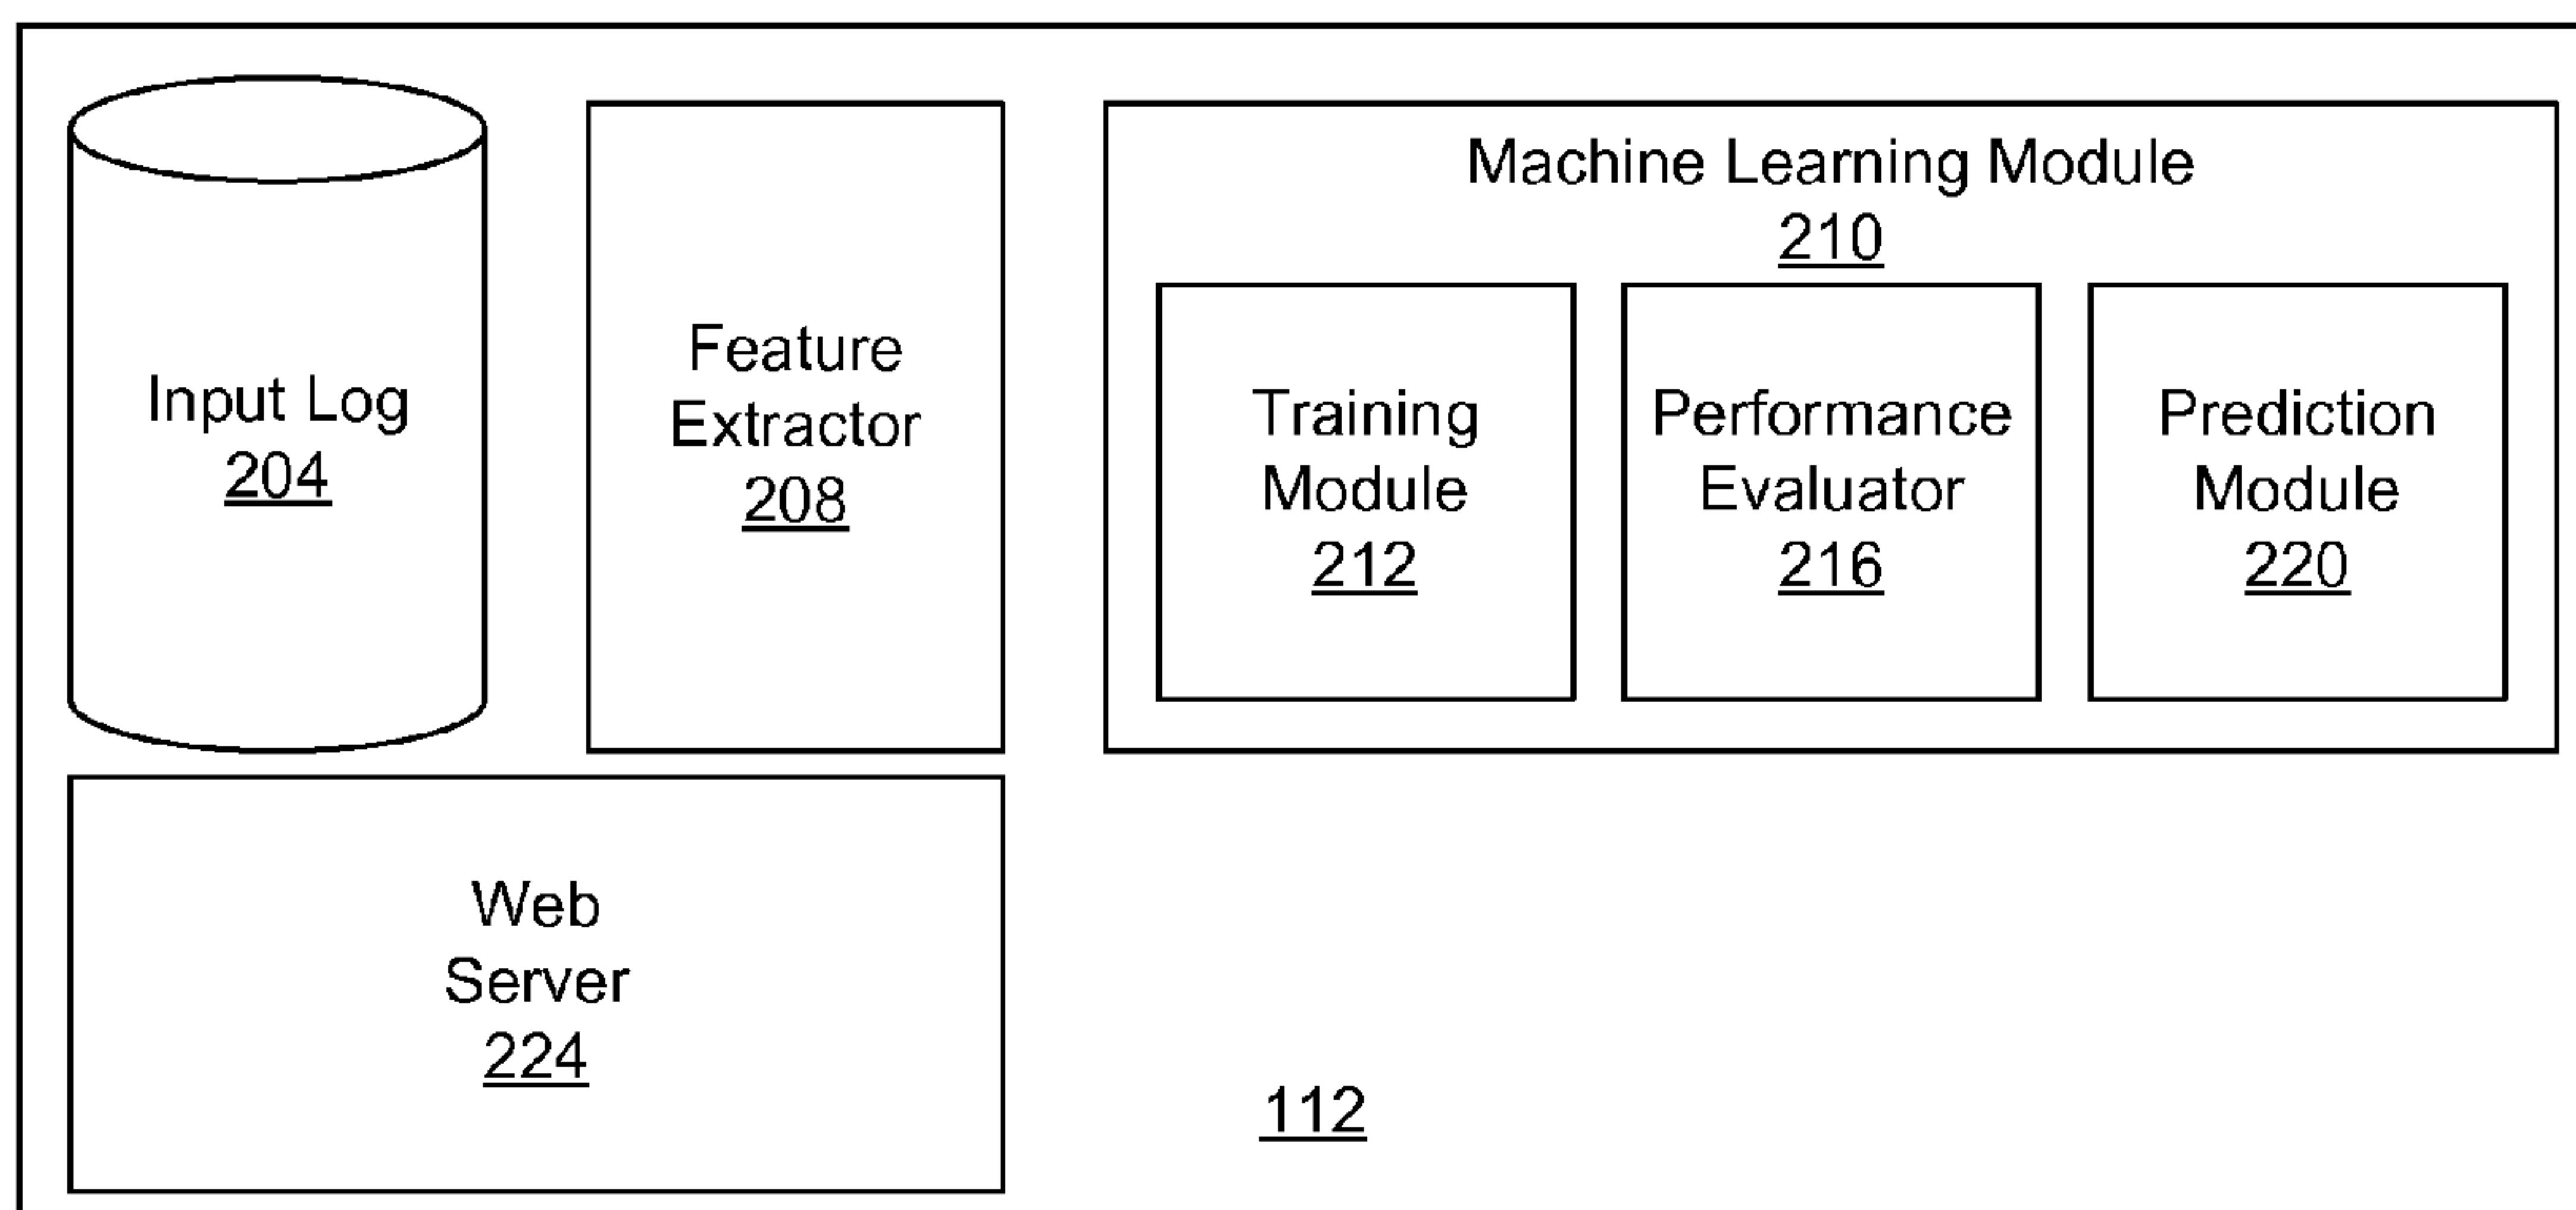 Input Log
204
Feature
Extractor
208
Machine Learning Module
210
Training
Module
212
Performance
Evaluator
216
Prediction
Module
220
Web
Server
224
112